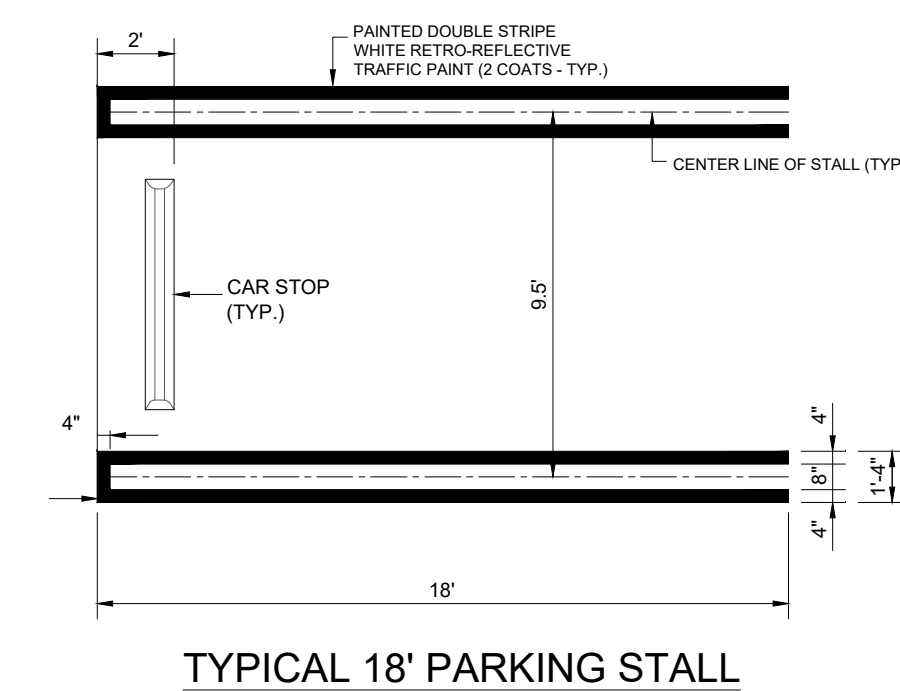 2'
PAINTED DOUBLE STRIPE
WHITE RETRO-REFLECTIVE
TRAFFIC PAINT (2 COATS - TYP.)
CENTER LINE OF STALL (TYP
CAR STOP
(TYP.)
9.5'
4"
4"
8"
1'-4"
4"
18'
TYPICAL 18' PARKING STALL